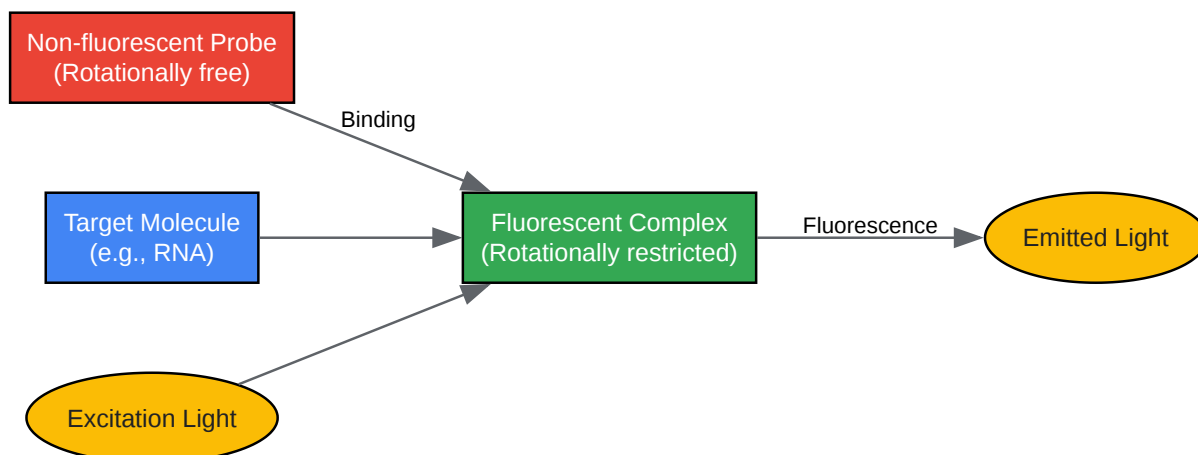 Non-fluorescent Probe
(Rotationally free)
Binding
Target Molecule
(e.g., RNA)
Fluorescent Complex
(Rotationally restricted)
Fluorescence
Emitted Light
Excitation Light